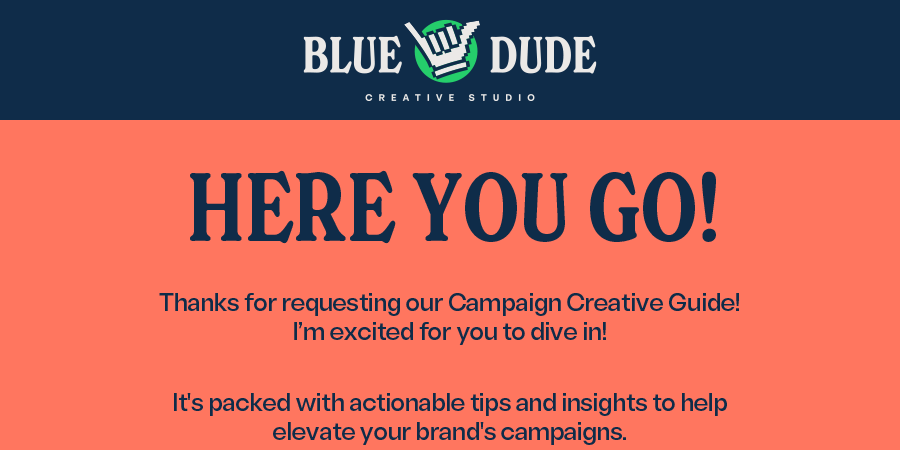 BLUE DUDE
CREATIVE STUDIO
HERE YOU GO!
Thanks for requesting our Campaign Creative Guide!
I’m excited for you to dive in!
It's packed with actionable tips and insights to help
elevate your brand's campaigns.